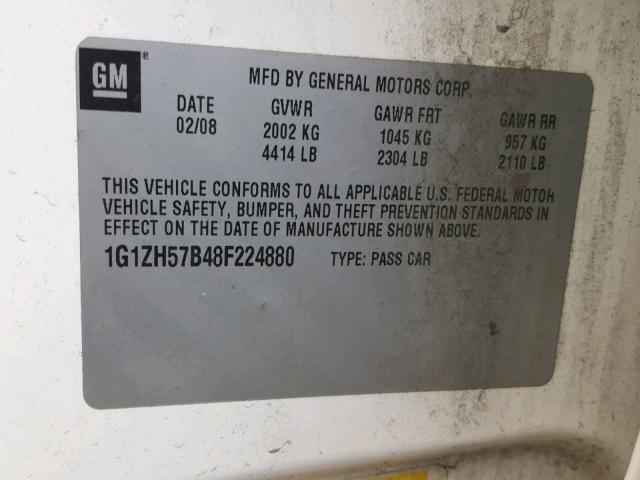 GM
MFD BY GENERAL MOTORS CORP.
DATE GVWR GAWR FRT GAWR RR
02/08 2002 KG 1045 KG 957 KG
4414 LB 2304 LB 2110 LB
THIS VEHICLE CONFORMS TO ALL APPLICABLE U.S. FEDERAL MOTOR
VEHICLE SAFETY, BUMPER, AND THEFT PREVENTION STANDARDS IN
EFFECT ON THE DATE OF MANUFACTURE SHOWN ABOVE.
1G1ZH57B48F224880 TYPE: PASS CAR